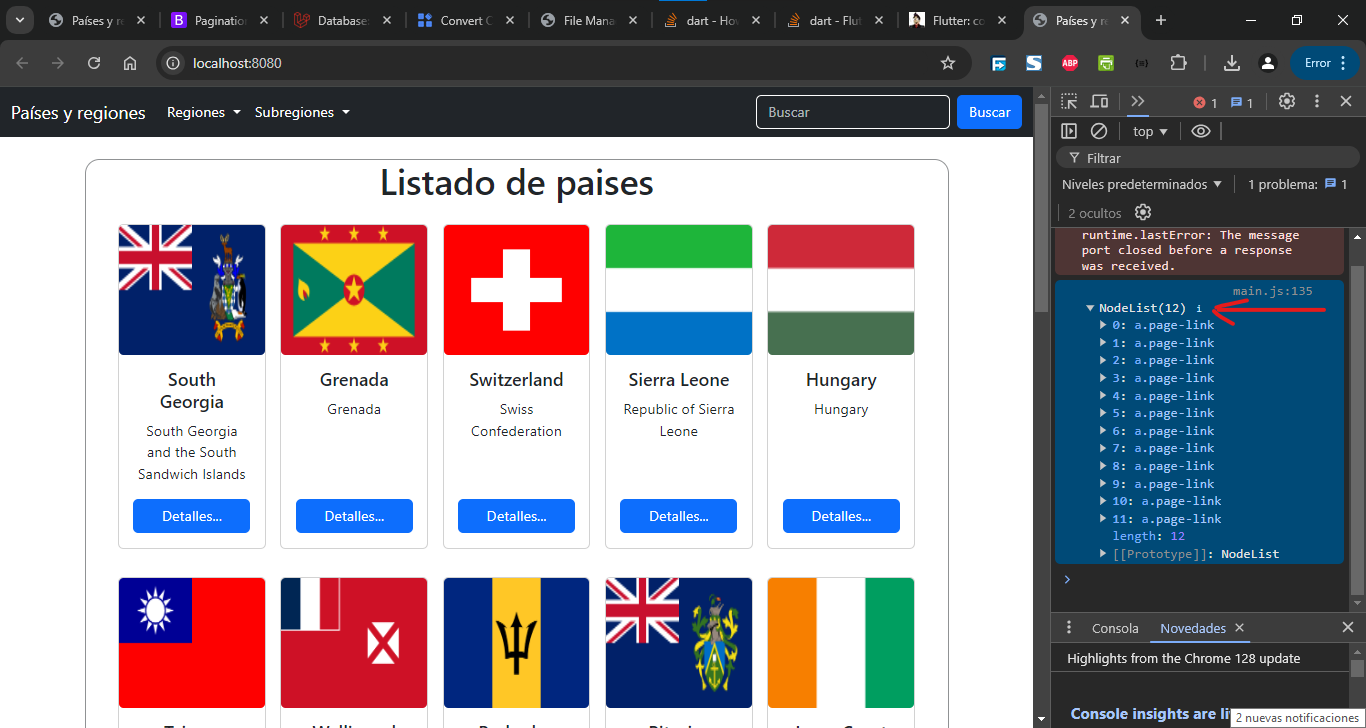 Países y re
Paginatio
Database:
Convert C
File Mana
dart - Hov
dart - Flut
Flutter: co
Países y re
localhost:8080
ABP
Error
Países y regiones
Regiones
Subregiones
Buscar
Buscar
Listado de paises
South Georgia
South Georgia and the South Sandwich Islands
Detalles...
Grenada
Grenada
Detalles...
Switzerland
Swiss Confederation
Detalles...
Sierra Leone
Republic of Sierra Leone
Detalles...
Hungary
Hungary
Detalles...
1
1
top
Filtrar
Niveles predeterminados
1 problema:
1
2 ocultos
runtime.lastError: The message
port closed before a response
was received.
main.js:135
NodeList(12) i
0: a.page-link
1: a.page-link
2: a.page-link
3: a.page-link
4: a.page-link
5: a.page-link
6: a.page-link
7: a.page-link
8: a.page-link
9: a.page-link
10: a.page-link
11: a.page-link
length: 12
[[Prototype]]: NodeList
Consola
Novedades
Highlights from the Chrome 128 update
Console insights are li
2 nuevas notificaciones